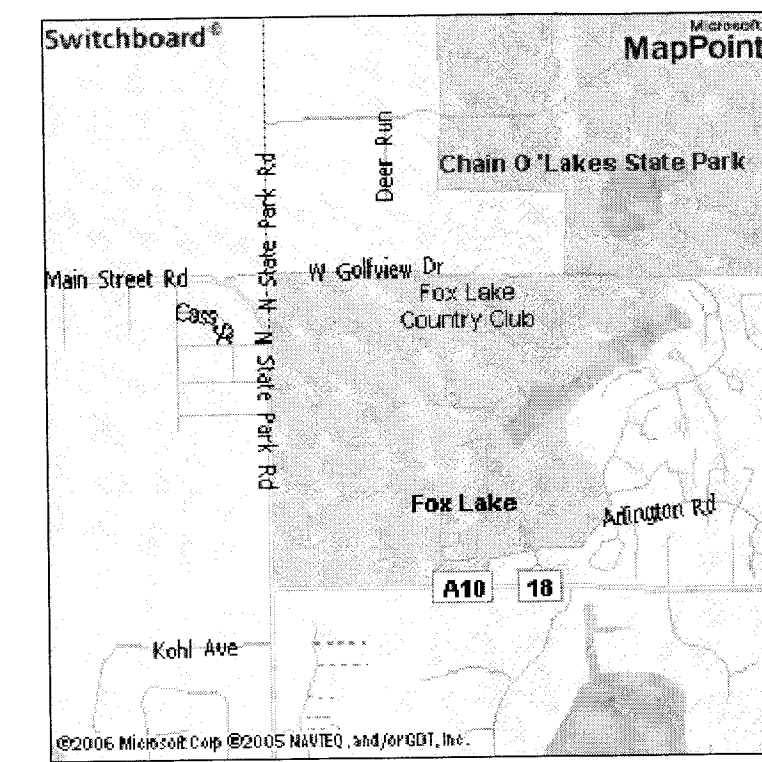 Switchboard®
Microsoft
MapPoint
Deer Run
Chain O 'Lakes State Park
N State Park Rd
Main Street Rd
W Golfview Dr
Fox Lake
Country Club
Cass
N State Park Rd
Fox Lake
Arlington Rd
A10
18
Kohl Ave
©2006 Microsoft Corp ©2005 NAVTEQ, and/or GDT, Inc.